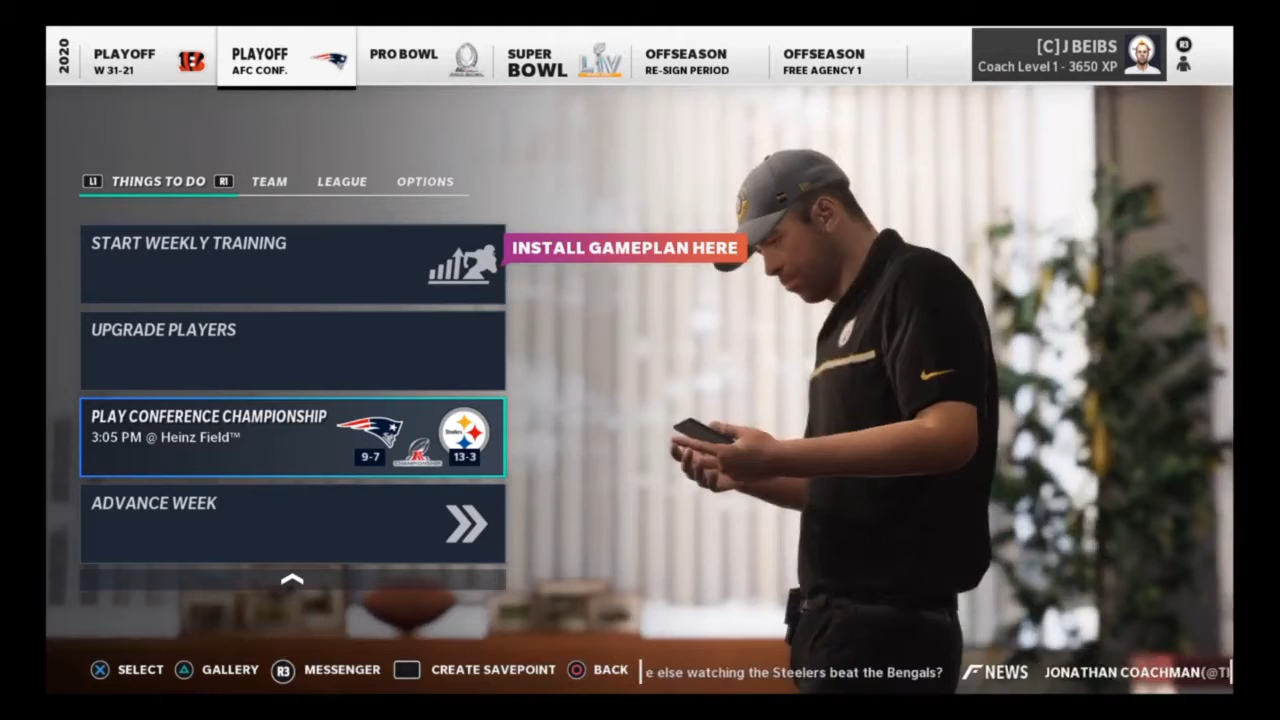 2020
PLAYOFF
W 31-21
PLAYOFF
AFC CONF.
PRO BOWL
SUPER
BOWL
LIV
OFFSEASON
RE-SIGN PERIOD
OFFSEASON
FREE AGENCY 1
[C] J BEIBS
Coach Level 1 - 3650 XP
R3
L1 THINGS TO DO R1 TEAM LEAGUE OPTIONS
START WEEKLY TRAINING
INSTALL GAMEPLAN HERE
UPGRADE PLAYERS
PLAY CONFERENCE CHAMPIONSHIP
3:05 PM @ Heinz Field™
Steelers
9-7
CHAMPIONSHIP
13-3
ADVANCE WEEK
SELECT GALLERY R3 MESSENGER CREATE SAVEPOINT BACK e else watching the Steelers beat the Bengals? NEWS JONATHAN COACHMAN(@T